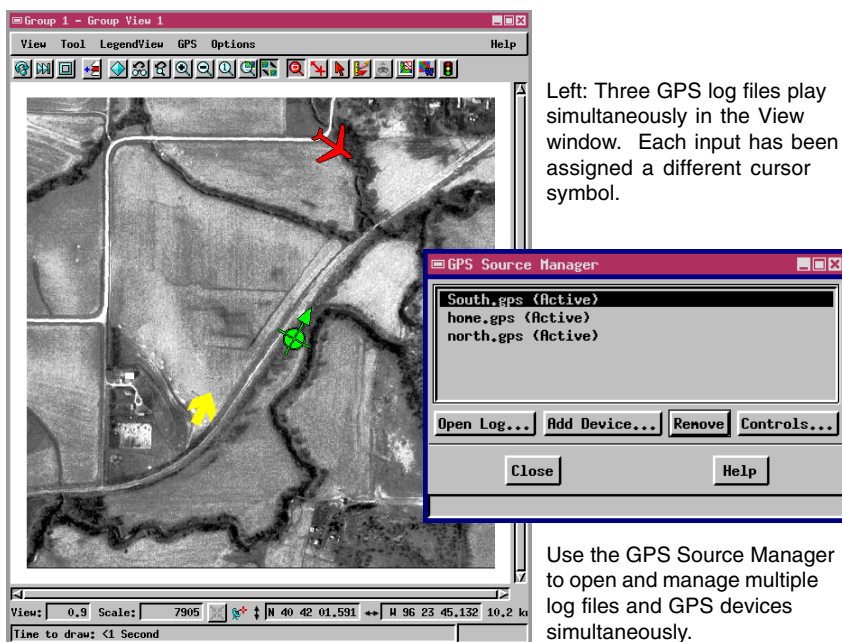 Group 1 - Group View 1
View Tool LegendView GPS Options Help
Left: Three GPS log files play
simultaneously in the View
window. Each input has been
assigned a different cursor
symbol.
GPS Source Manager
South.gps (Active)
home.gps (Active)
north.gps (Active)
Open Log... Add Device... Remove Controls...
Close Help
Use the GPS Source Manager
to open and manage multiple
log files and GPS devices
simultaneously.
View: 0.9 Scale: 7905 N 40 42 01.591 W 96 23 45.132 10.2
Time to draw: <1 Second